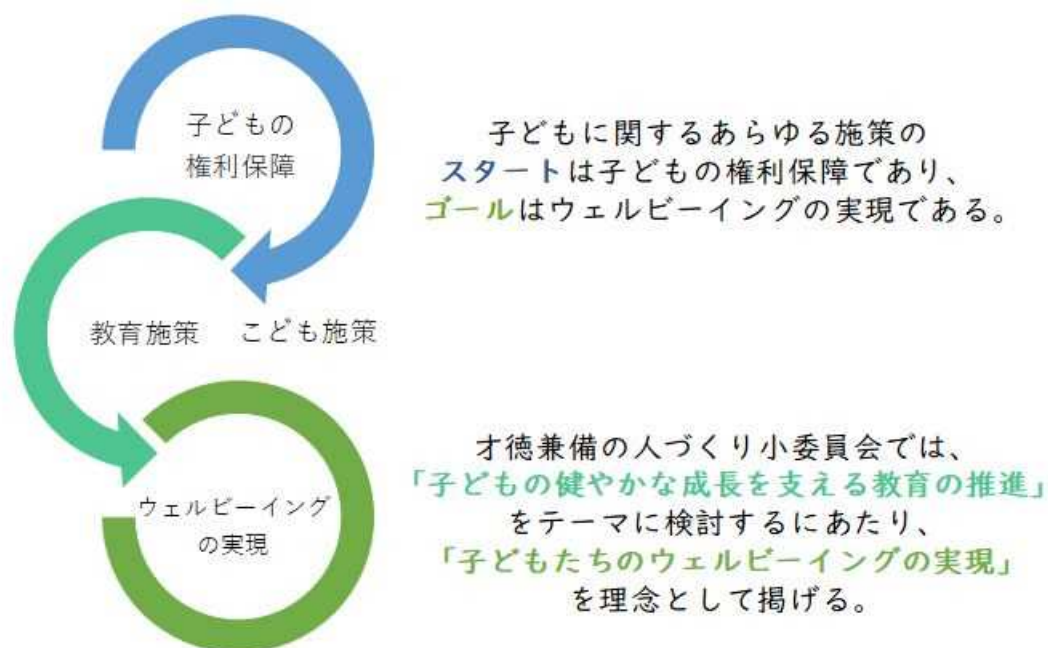 子どもの
権利保障
子どもに関するあらゆる施策の
スタートは子どもの権利保障であり、
ゴールはウェルビーイングの実現である。
教育施策 こども施策
才徳兼備の人づくり小委員会では、
「子どもの健やかな成長を支える教育の推進」
をテーマに検討するにあたり、
「子どもたちのウェルビーイングの実現」
を理念として掲げる。
ウェルビーイング
の実現